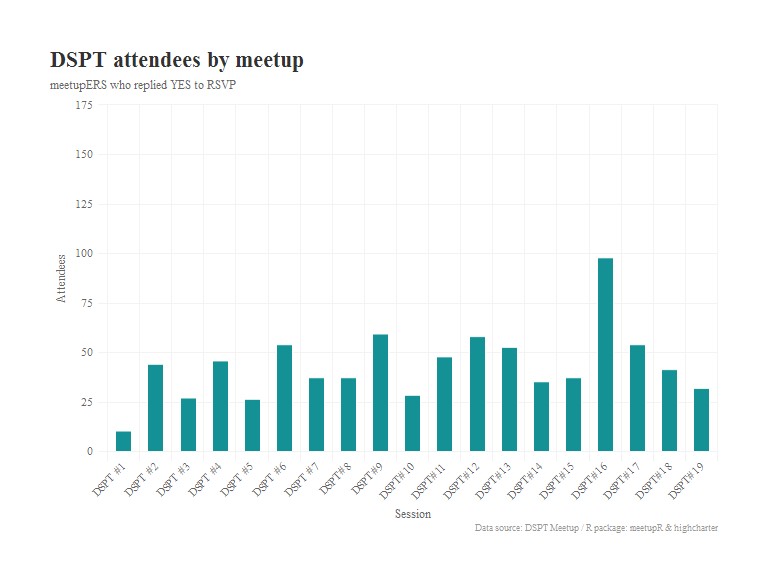 DSPT attendees by meetup
meetupERS who replied YES to RSVP
175
150
125
100
75
50
25
0
Attendees
DSPT #1
DSPT #2
DSPT #3
DSPT #4
DSPT #5
DSPT #6
DSPT #7
DSPT#8
DSPT #9
DSPT#10
DSPT#11
DSPT#12
DSPT#13
DSPT#14
DSPT#15
DSPT#16
DSPT#17
DSPT#18
DSPT#19
Session
Data source: DSPT Meetup / R package: meetupR & highcharter